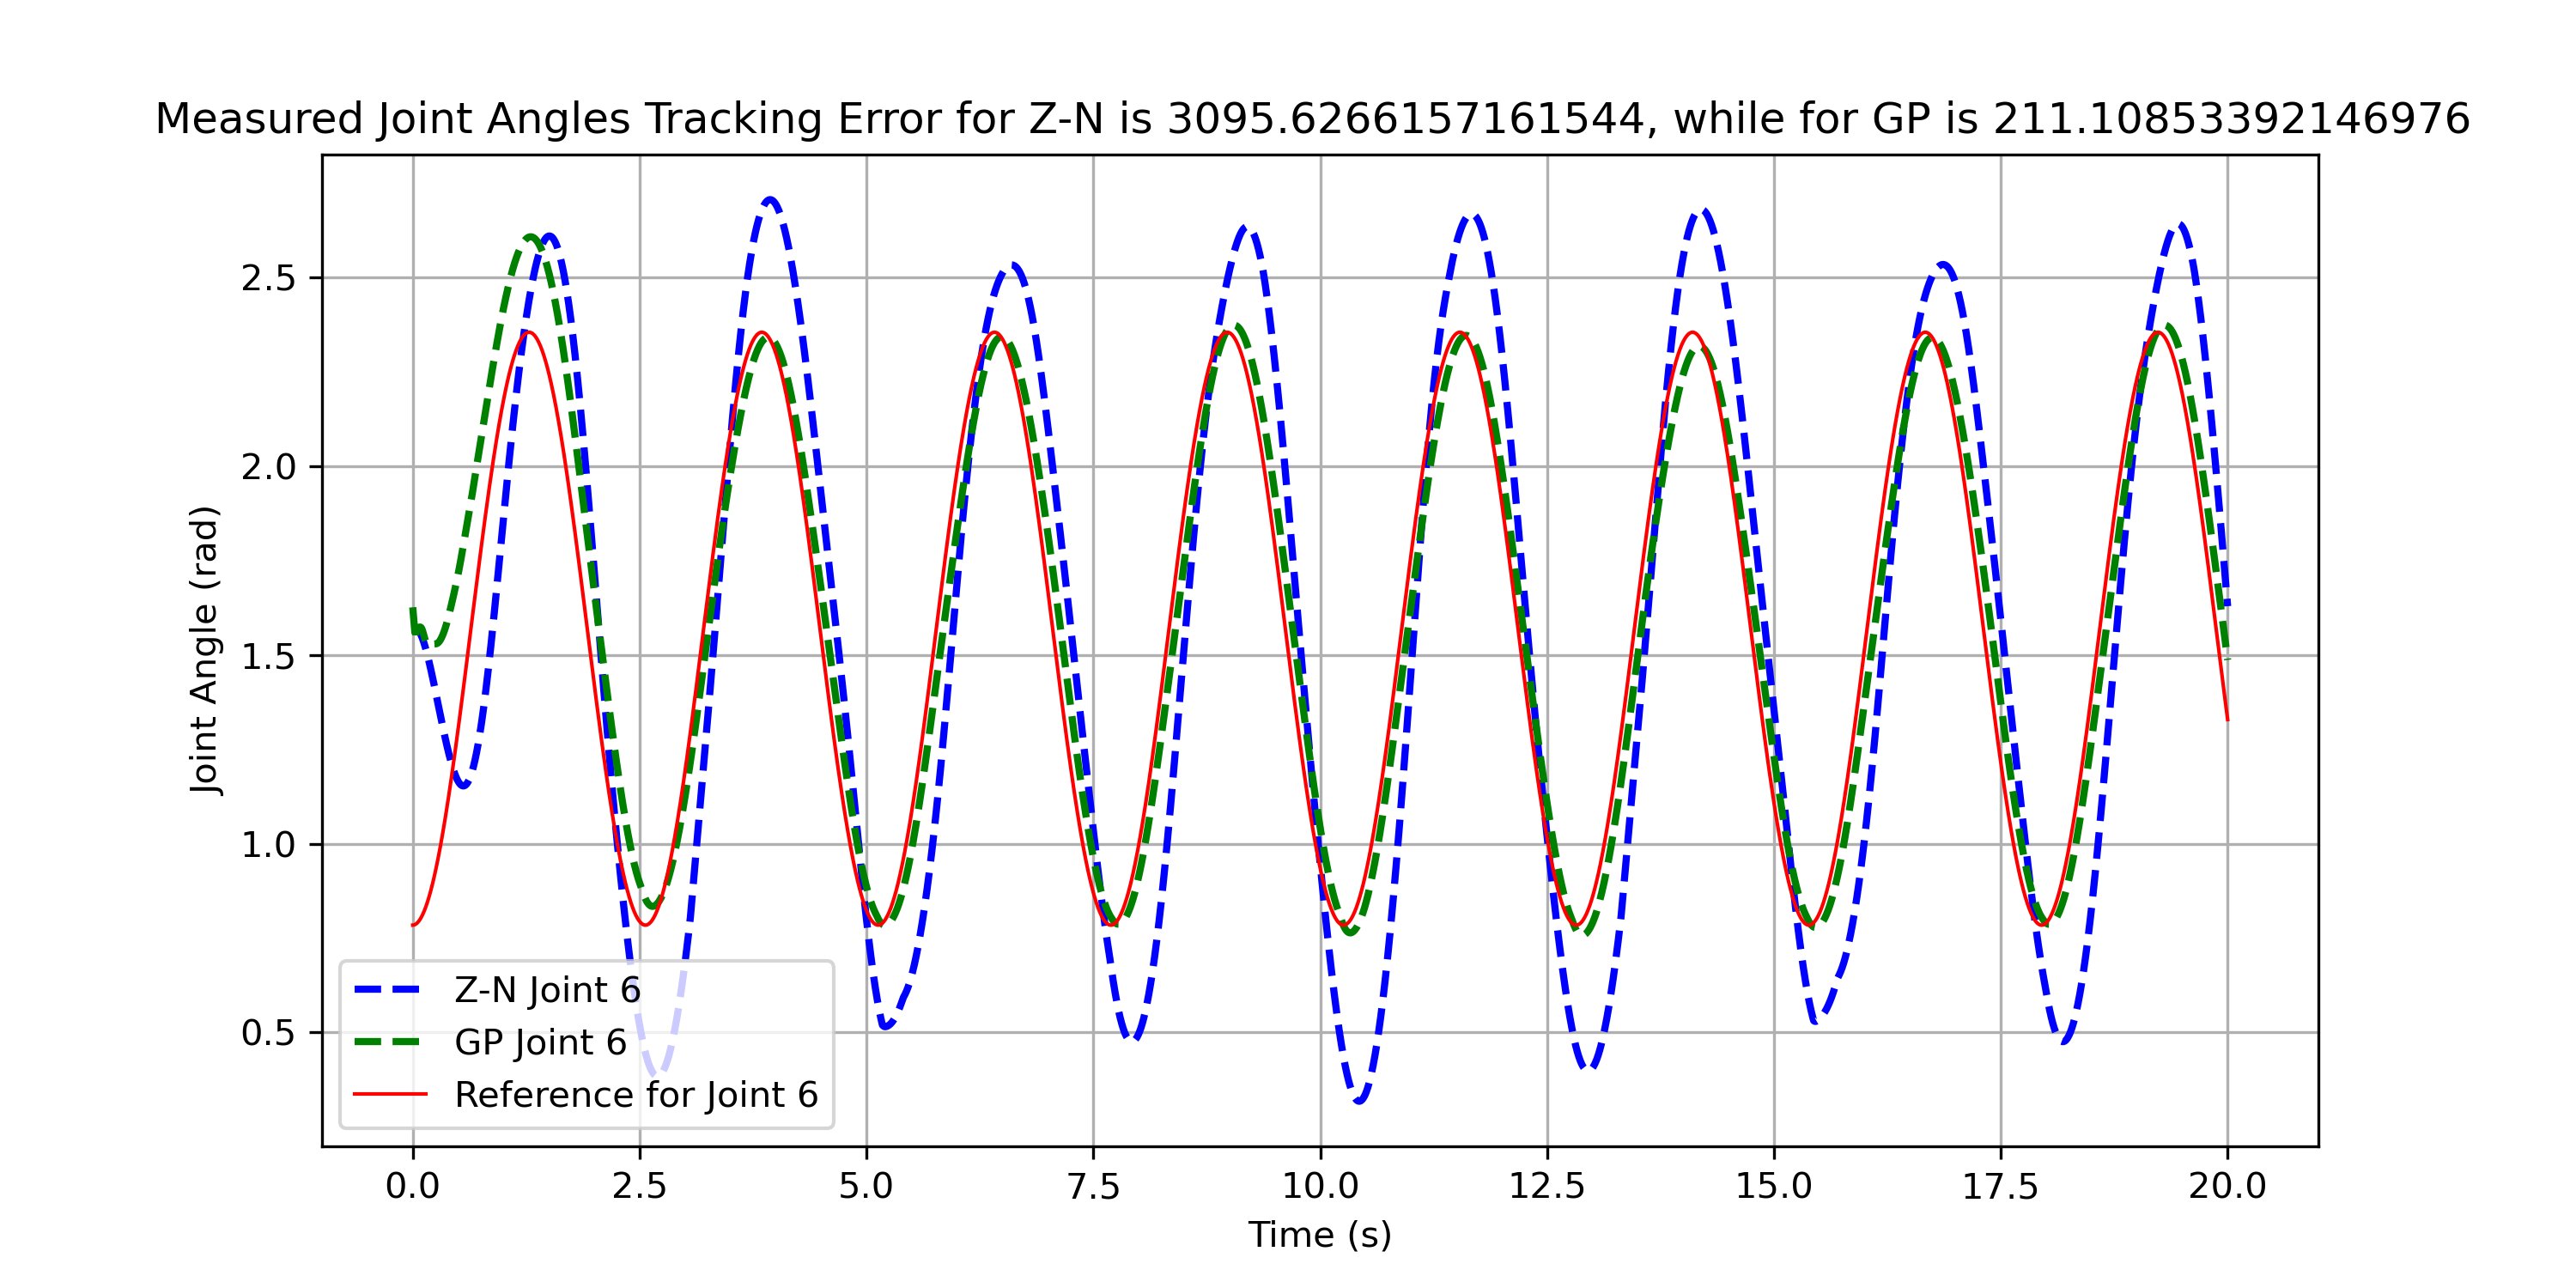 Measured Joint Angles Tracking Error for Z-N is 3095.6266157161544, while for GP is 211.10853392146976
Joint Angle (rad)
2.5
2.0
1.5
1.0
0.5
Z-N Joint 6
GP Joint 6
Reference for Joint 6
0.0 2.5 5.0 7.5 10.0 12.5 15.0 17.5 20.0
Time (s)